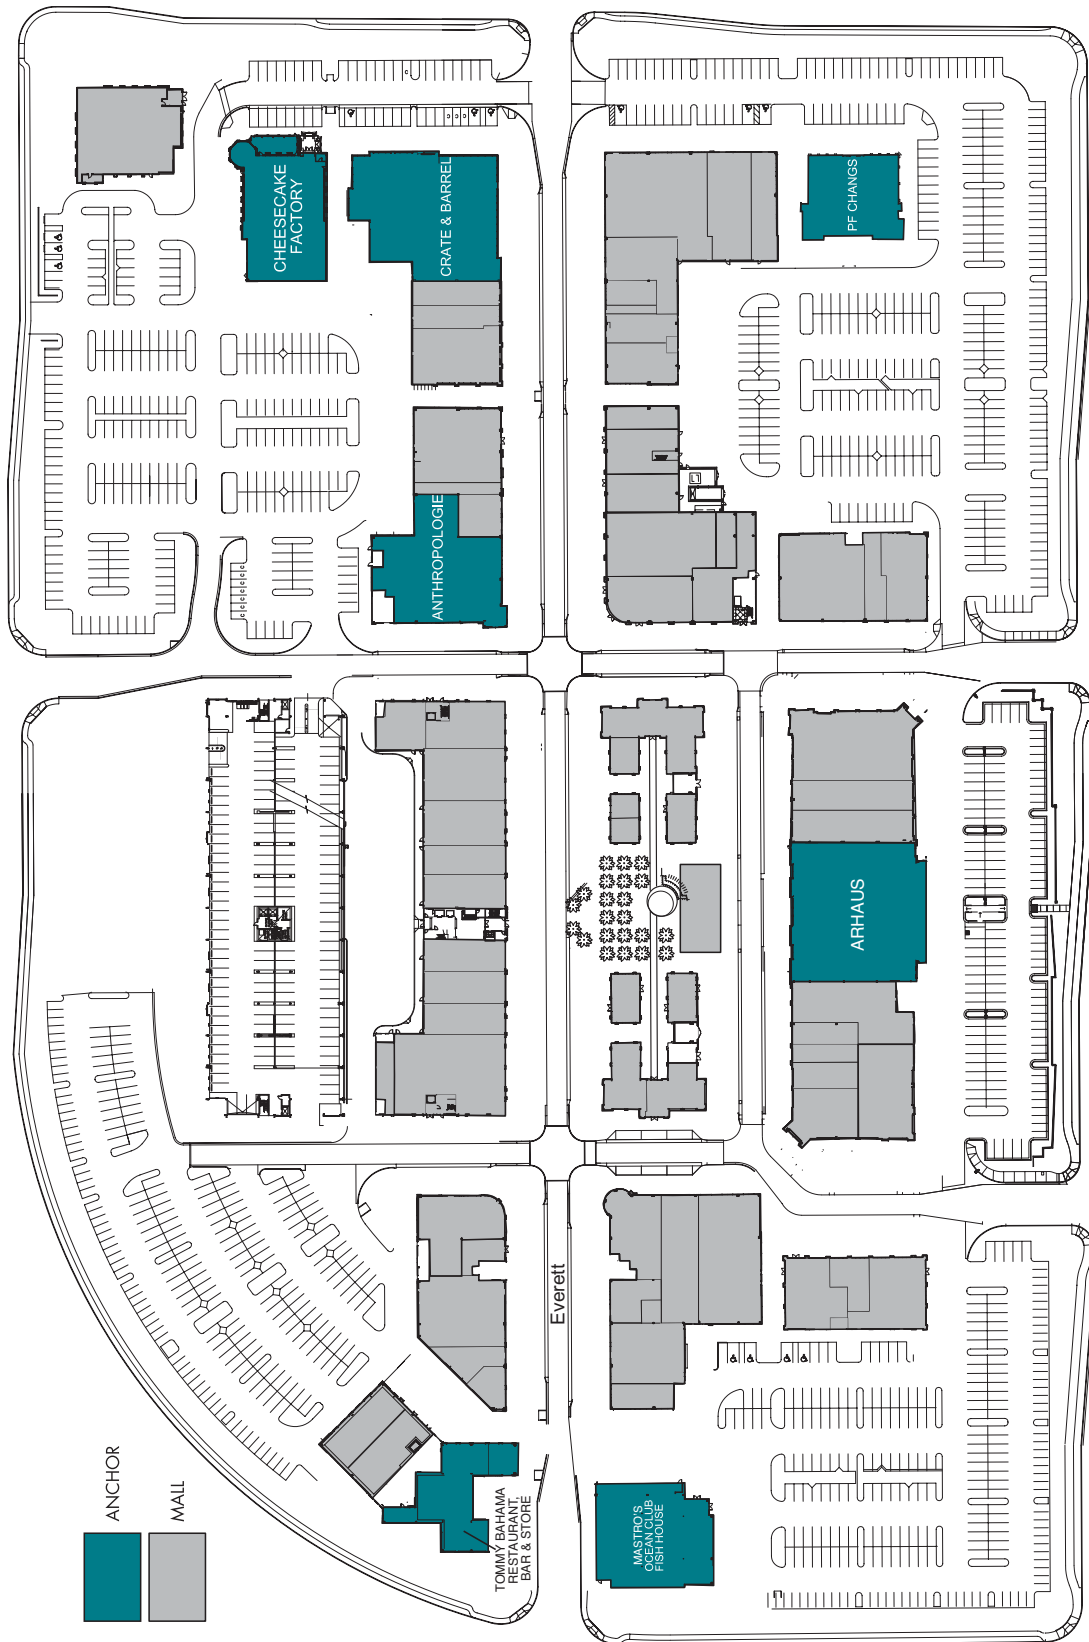 CHEESECAKE
FACTORY
CRATE & BARREL
PF CHANGS
ANTHROPOLOGIE
ARHAUS
Everett
TOMMY BAHAMA
RESTAURANT,
BAR & STORE
MASTRO'S
OCEAN CLUB
FISH HOUSE
ANCHOR
MALL